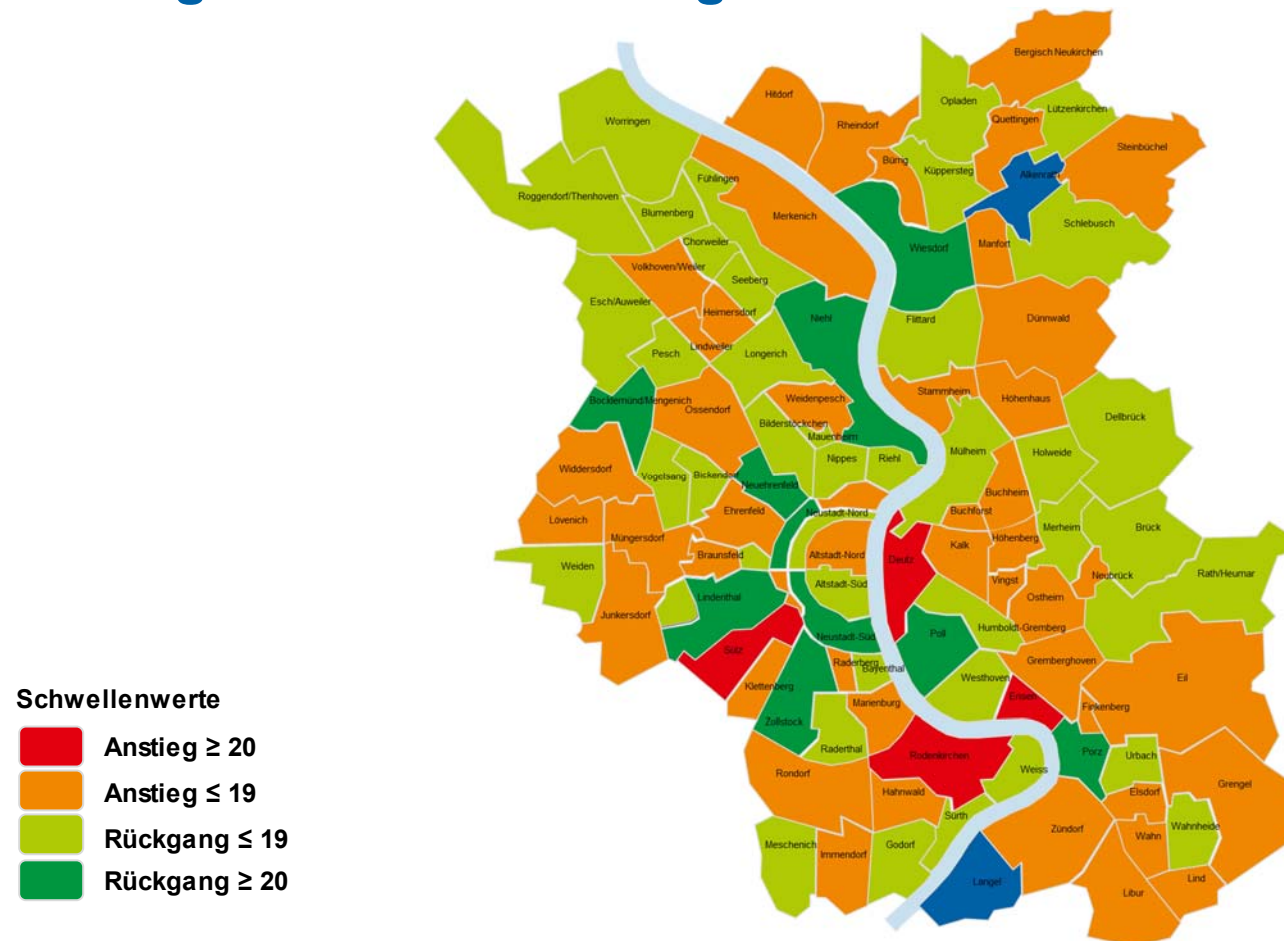 Bergisch Neukirchen
Hitdorf
Opladen
Lützenkirchen
Worringen
Rheindorf
Quettingen
Steinbüchel
Bürrig
Küppersteg
Alkenrath
Fühlingen
Roggendorf/Thenhoven
Blumenberg
Merkenich
Schlebusch
Chorweiler
Wiesdorf
Manfort
Volkhoven/Weiler
Seeberg
Esch/Auweiler
Heimersdorf
Niehl
Flittard
Dünnwald
Lindweiler
Pesch
Longerich
Stammheim
Höhenhaus
Bocklemünd/Mengenich
Ossendorf
Weidenpesch
Dellbrück
Bilderstöckchen
Mauenheim
Mülheim
Holweide
Nippes
Riehl
Widdersdorf
Vogelsang
Bickendorf
Neuehrenfeld
Buchheim
Lövenich
Ehrenfeld
Neustadt-Nord
Buchforst
Merheim
Brück
Müngersdorf
Höhenberg
Kalk
Braunsfeld
Altstadt-Nord
Deutz
Weiden
Vingst
Neubrück
Rath/Heumar
Altstadt-Süd
Lindenthal
Ostheim
Junkersdorf
Humboldt-Gremberg
Neustadt-Süd
Poll
Sülz
Raderberg
Bayenthal
Gremberghoven
Klettenberg
Westhoven
Eil
Marienburg
Ensen
Finkenberg
Zollstock
Raderthal
Rodenkirchen
Porz
Urbach
Rondorf
Weiss
Grengel
Hahnwald
Elsdorf
Sürth
Zündorf
Wahn
Wahnheide
Meschenich
Immendorf
Godorf
Langel
Libur
Lind
Schwellenwerte
Anstieg ≥ 20
Anstieg ≤ 19
Rückgang ≤ 19
Rückgang ≥ 20